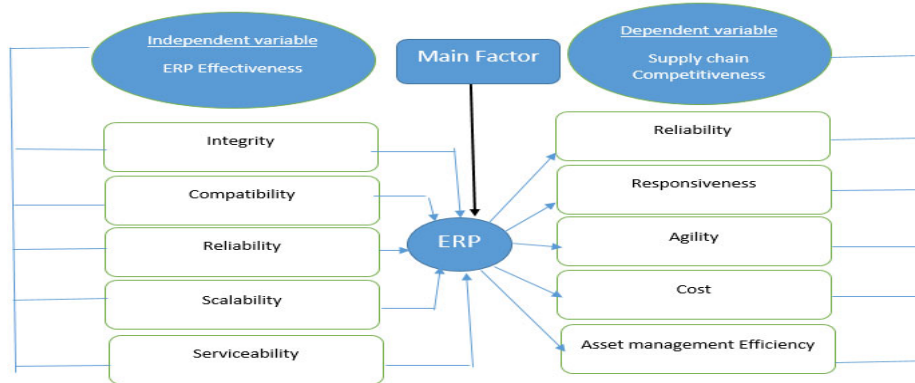 Independent variable
ERP Effectiveness
Main Factor
Dependent variable
Supply chain
Competitiveness
Integrity
Compatibility
Reliability
Scalability
Serviceability
ERP
Reliability
Responsiveness
Agility
Cost
Asset management Efficiency